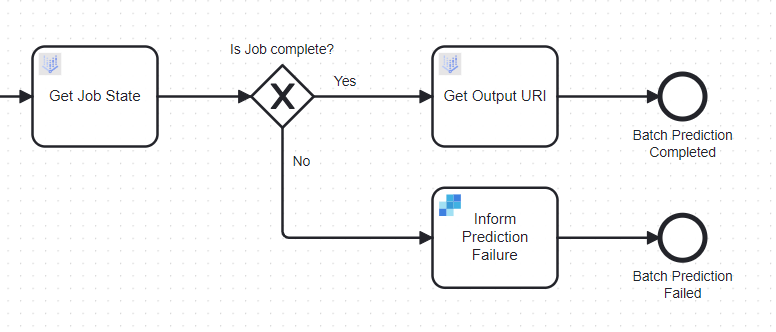 Is Job complete?
Get Job State
Yes
Get Output URI
Batch Prediction
Completed
No
Inform
Prediction
Failure
Batch Prediction
Failed